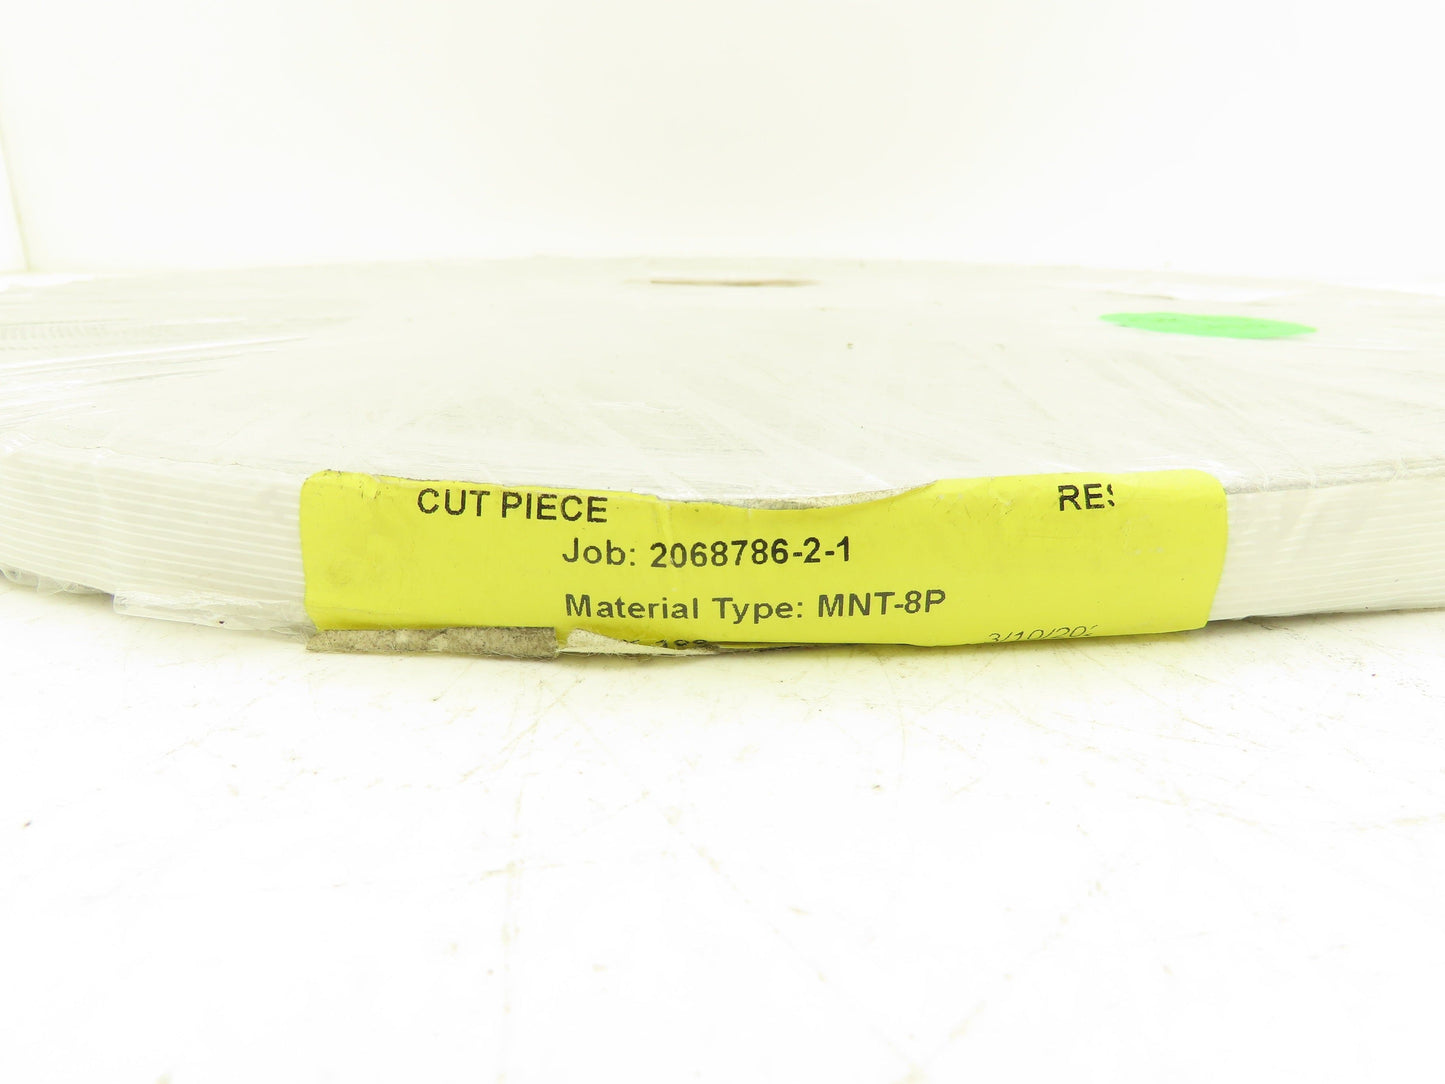 CUT PIECE
Job: 2068786-2-1
Material Type: MNT-8P